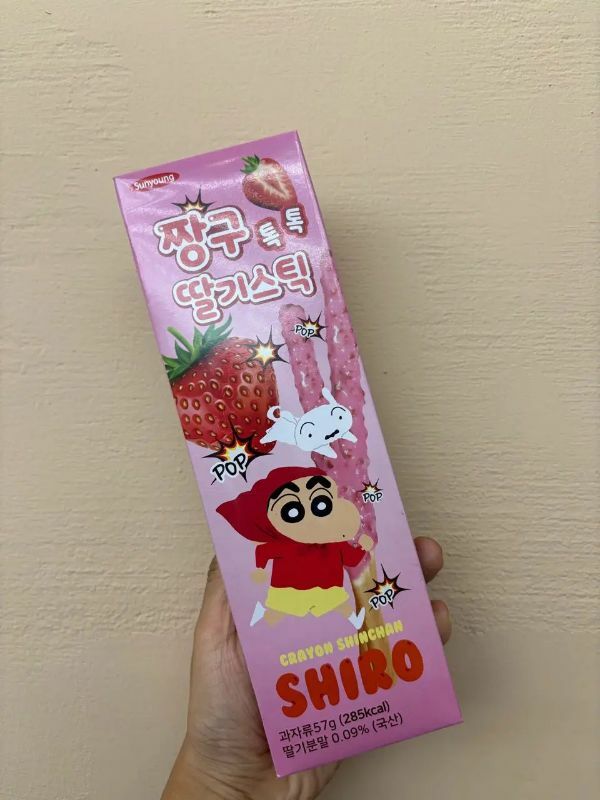 Sunyoung
짱구 톡톡
딸기스틱
POP
POP
POP
POP
CRAYON SHINCHAN
SHIRO
과자류57g (285kcal)
딸기분말 0.09% (국산)